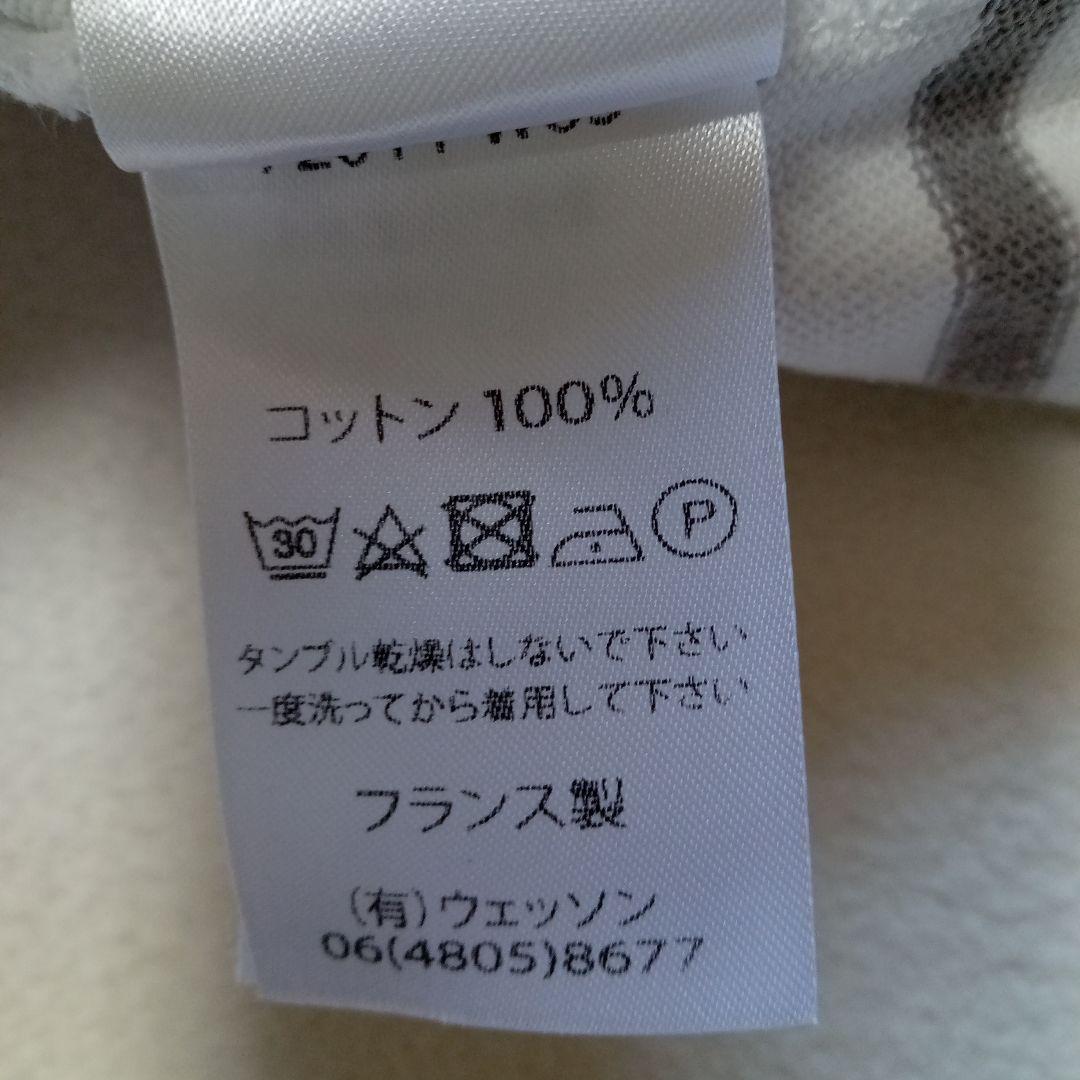 コットン 100%
30
P
タンブル乾燥はしないで下さい
一度洗ってから着用して下さい
フランス製
(有)ウェッソン
06(4805)8677